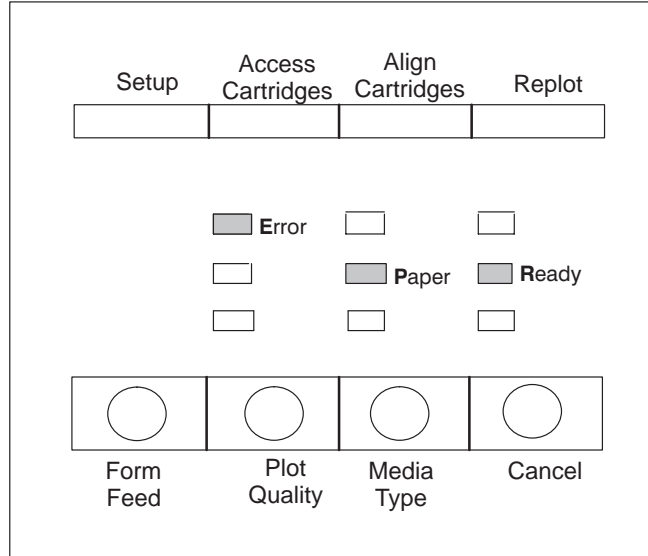 Setup
Access
Cartridges
Align
Cartridges
Replot
Error
Paper
Ready
Form
Feed
Plot
Quality
Media
Type
Cancel